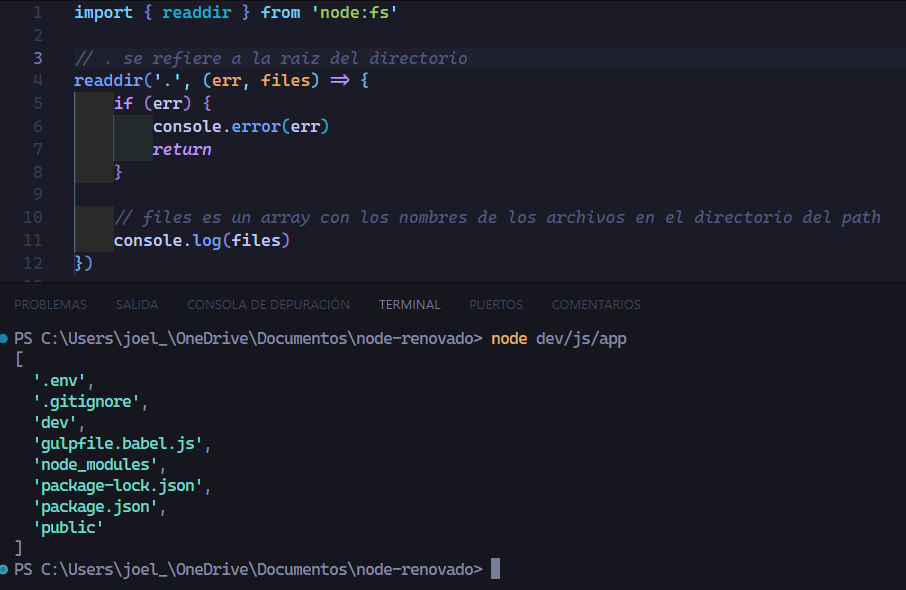 1 import { readdir } from 'node:fs'
2
3 // . se refiere a la raiz del directorio
4 readdir('.', (err, files) => {
5 if (err) {
6 console.error(err)
7 return
8 }
9
10 // files es un array con los nombres de los archivos en el directorio del path
11 console.log(files)
12 })
PROBLEMAS SALIDA CONSOLA DE DEPURACIÓN TERMINAL PUERTOS COMENTARIOS
PS C:\Users\joel_\OneDrive\Documentos\node-renovado> node dev/js/app
[
'.env',
'.gitignore',
'dev',
'gulpfile.babel.js',
'node_modules',
'package-lock.json',
'package.json',
'public'
]
PS C:\Users\joel_\OneDrive\Documentos\node-renovado>